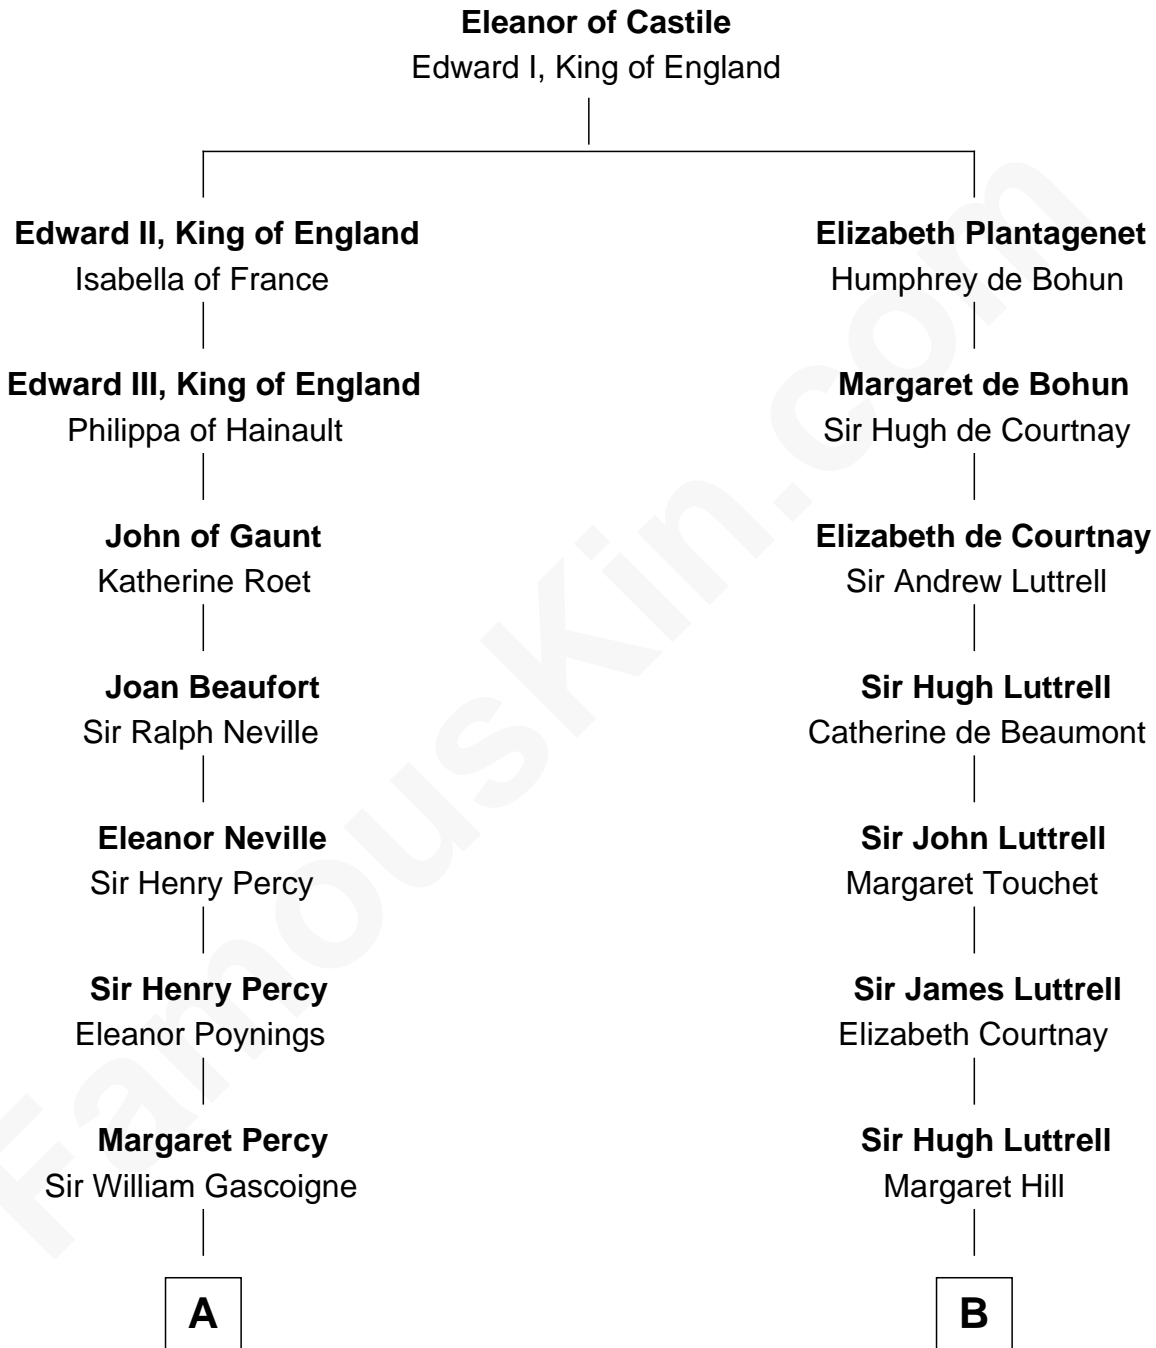 Eleanor of Castile
Edward I, King of England
Edward II, King of England
Isabella of France
Elizabeth Plantagenet
Humphrey de Bohun
Edward III, King of England
Philippa of Hainault
Margaret de Bohun
Sir Hugh de Courtnay
John of Gaunt
Katherine Roet
Elizabeth de Courtnay
Sir Andrew Luttrell
Joan Beaufort
Sir Ralph Neville
Sir Hugh Luttrell
Catherine de Beaumont
Eleanor Neville
Sir Henry Percy
Sir John Luttrell
Margaret Touchet
Sir Henry Percy
Eleanor Poynings
Sir James Luttrell
Elizabeth Courtnay
Margaret Percy
Sir William Gascoigne
Sir Hugh Luttrell
Margaret Hill
A
B
FamousKin.com